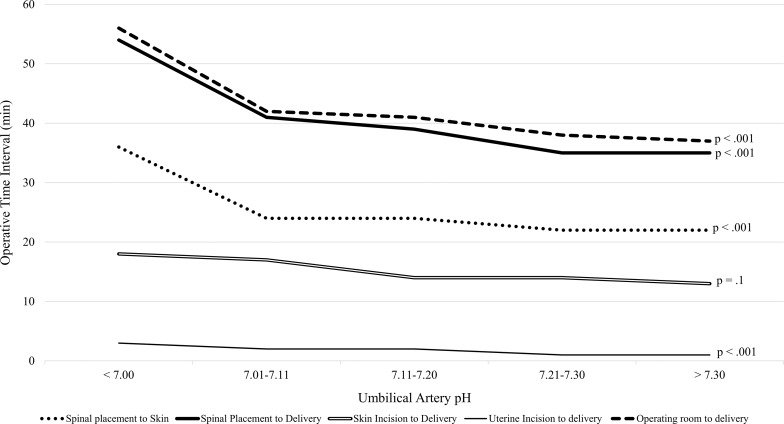 60
50
40
30
20
10
0
Operative Time Interval (min)
p < .001
p < .001
p < .001
p = .1
p < .001
< 7.00 7.01-7.11 7.11-7.20 7.21-7.30 > 7.30
Umbilical Artery pH
Spinal placement to Skin Spinal Placement to Delivery Skin Incision to Delivery Uterine Incision to delivery Operating room to delivery